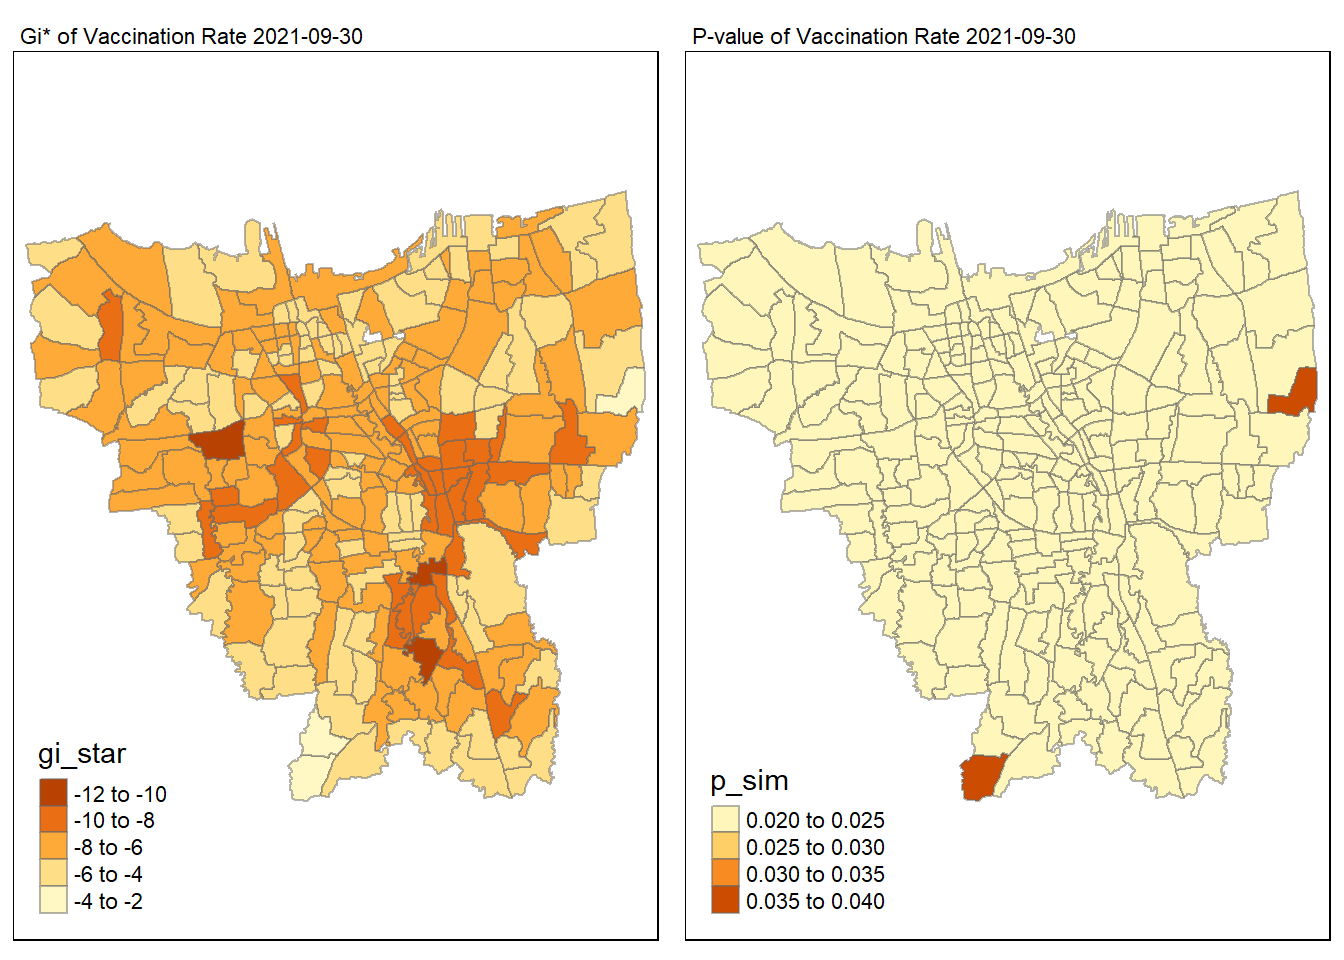 Gi* of Vaccination Rate 2021-09-30
P-value of Vaccination Rate 2021-09-30
gi_star
-12 to -10
-10 to -8
-8 to -6
-6 to -4
-4 to -2
p_sim
0.020 to 0.025
0.025 to 0.030
0.030 to 0.035
0.035 to 0.040